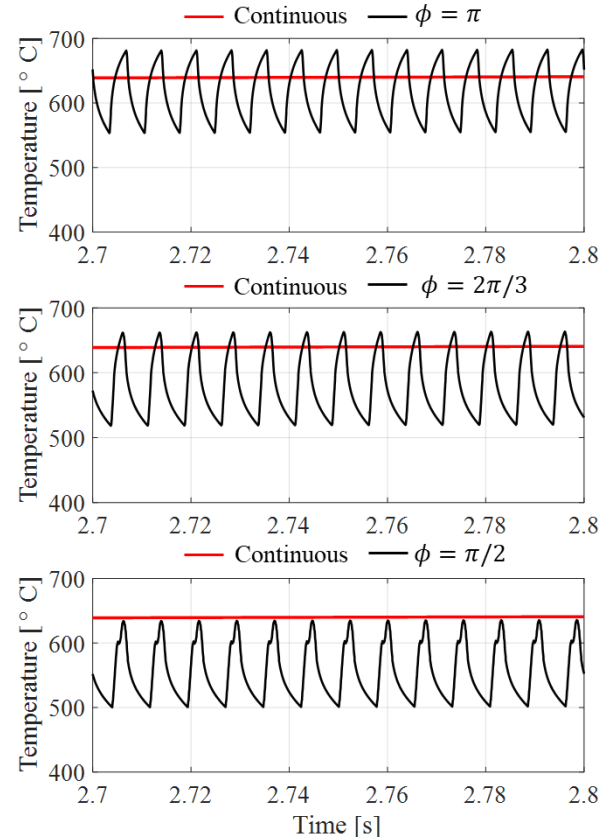 Continuous ϕ = π
Temperature [ ° C]
700
600
500
400
2.7 2.72 2.74 2.76 2.78 2.8
Continuous ϕ = 2π/3
Temperature [ ° C]
700
600
500
400
2.7 2.72 2.74 2.76 2.78 2.8
Continuous ϕ = π/2
Temperature [ ° C]
700
600
500
400
2.7 2.72 2.74 2.76 2.78 2.8
Time [s]